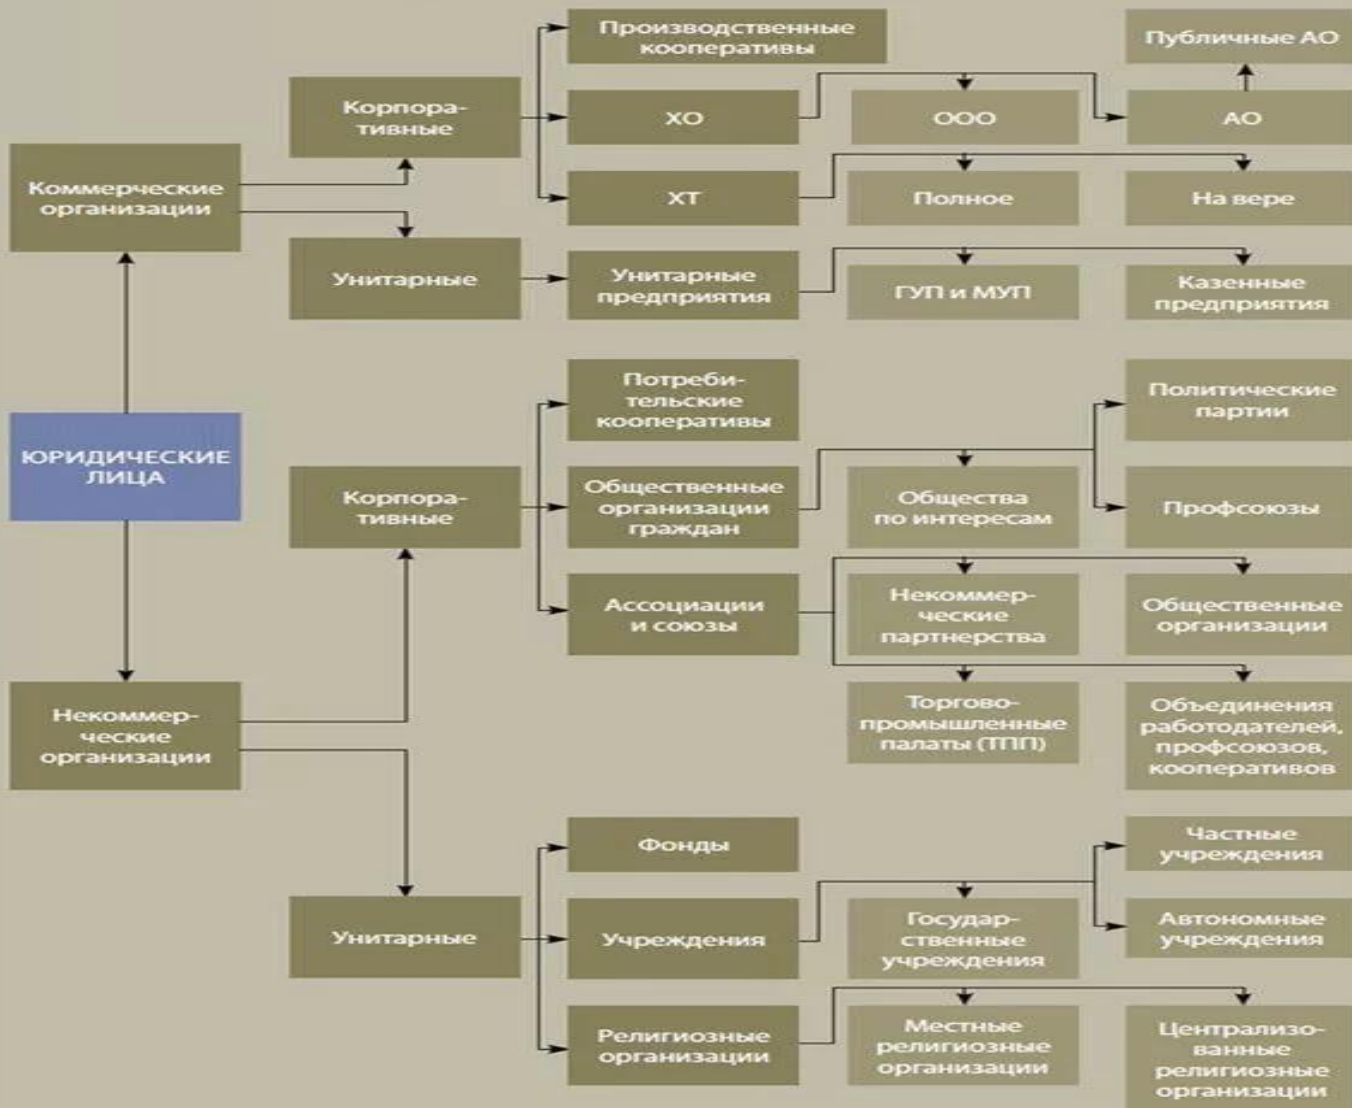 Производственные
кооперативы
Публичные АО
Корпора-
тивные
ХО
ООО
АО
Коммерческие
организации
ХТ
Полное
На вере
Унитарные
Унитарные
предприятия
ГУП и МУП
Казенные
предприятия
Потреби-
тельские
кооперативы
Политические
партии
ЮРИДИЧЕСКИЕ
ЛИЦА
Корпора-
тивные
Общественные
организации
граждан
Общества
по интересам
Профсоюзы
Ассоциации
и союзы
Некоммер-
ческие
партнерства
Общественные
организации
Некоммер-
ческие
организации
Торгово-
промышленные
палаты (ТПП)
Объединения
работодателей,
профсоюзов,
кооперативов
Фонды
Частные
учреждения
Унитарные
Учреждения
Государ-
ственные
учреждения
Автономные
учреждения
Религиозные
организации
Местные
религиозные
организации
Централизо-
ванные
религиозные
организации